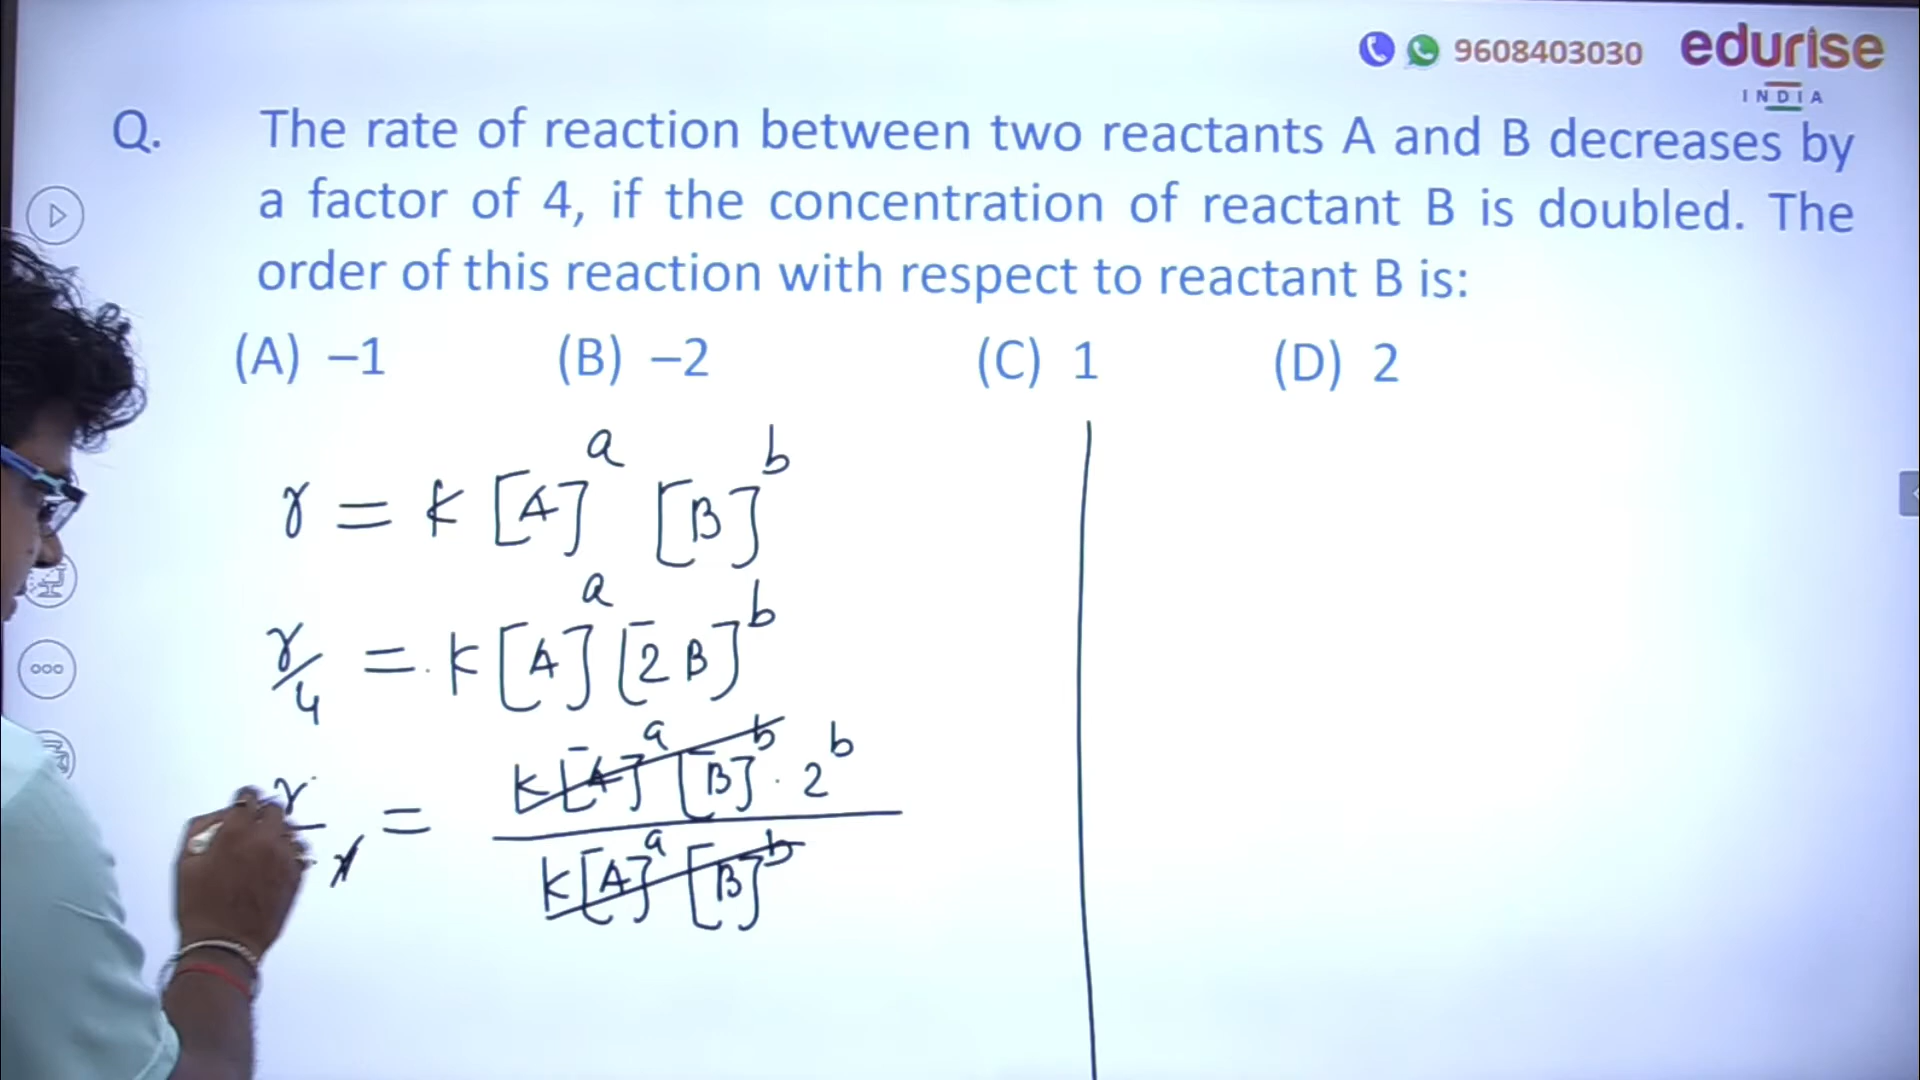 9608403030 edurise
INDIA
Q. The rate of reaction between two reactants A and B decreases by
a factor of 4, if the concentration of reactant B is doubled. The
order of this reaction with respect to reactant B is:
(A) –1 (B) –2 (C) 1 (D) 2
r = K [A]^a [B]^b
r/4 = K [A]^a [2B]^b
= K[A]^a [B]^b . 2^b
K[A]^a [B]^b